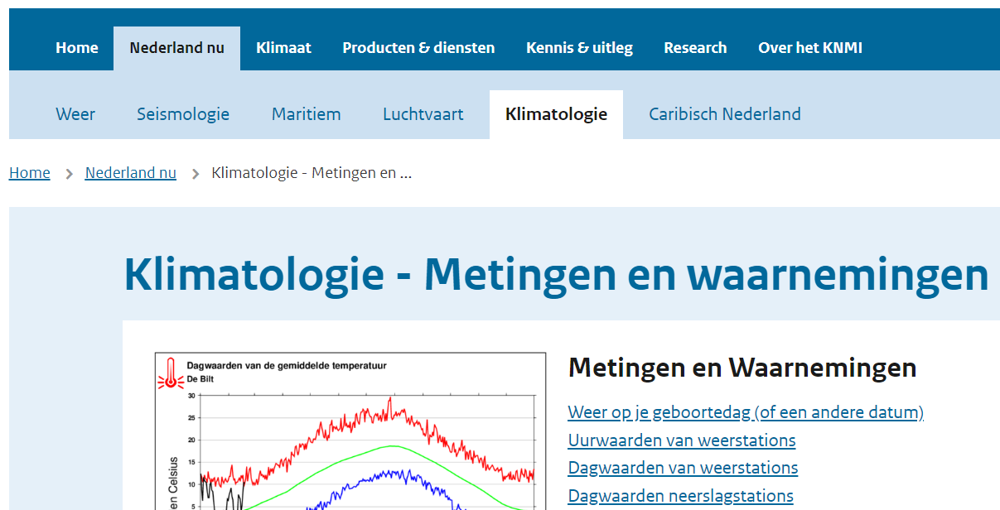 Home Nederland nu Klimaat Producten & diensten Kennis & uitleg Research Over het KNMI
Weer Seismologie Maritiem Luchtvaart Klimatologie Caribisch Nederland
Home > Nederland nu > Klimatologie - Metingen en ...
Klimatologie - Metingen en waarnemingen
Dagwaarden van de gemiddelde temperatuur
De Bilt
30
25
20
15
10
5
en Celsius
Metingen en Waarnemingen
Weer op je geboortedag (of een andere datum)
Uurwaarden van weerstations
Dagwaarden van weerstations
Dagwaarden neerslagstations